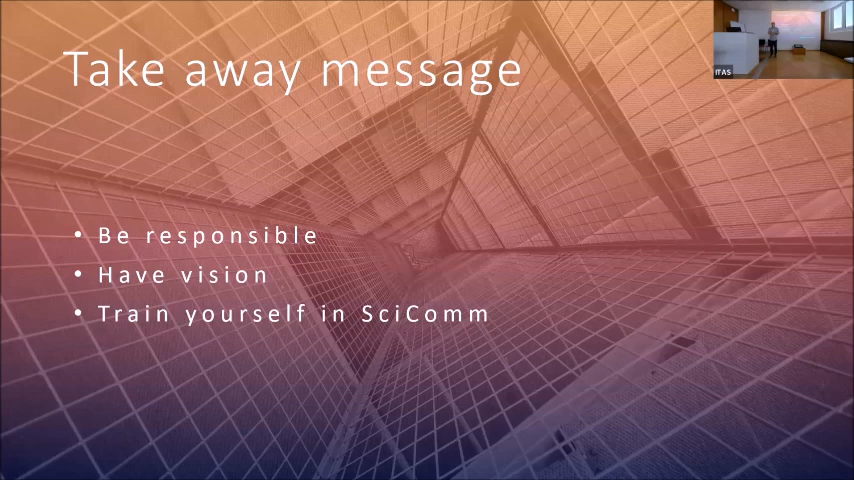 Take away message
• Be responsible
• Have vision
• Train yourself in SciComm
ITAS